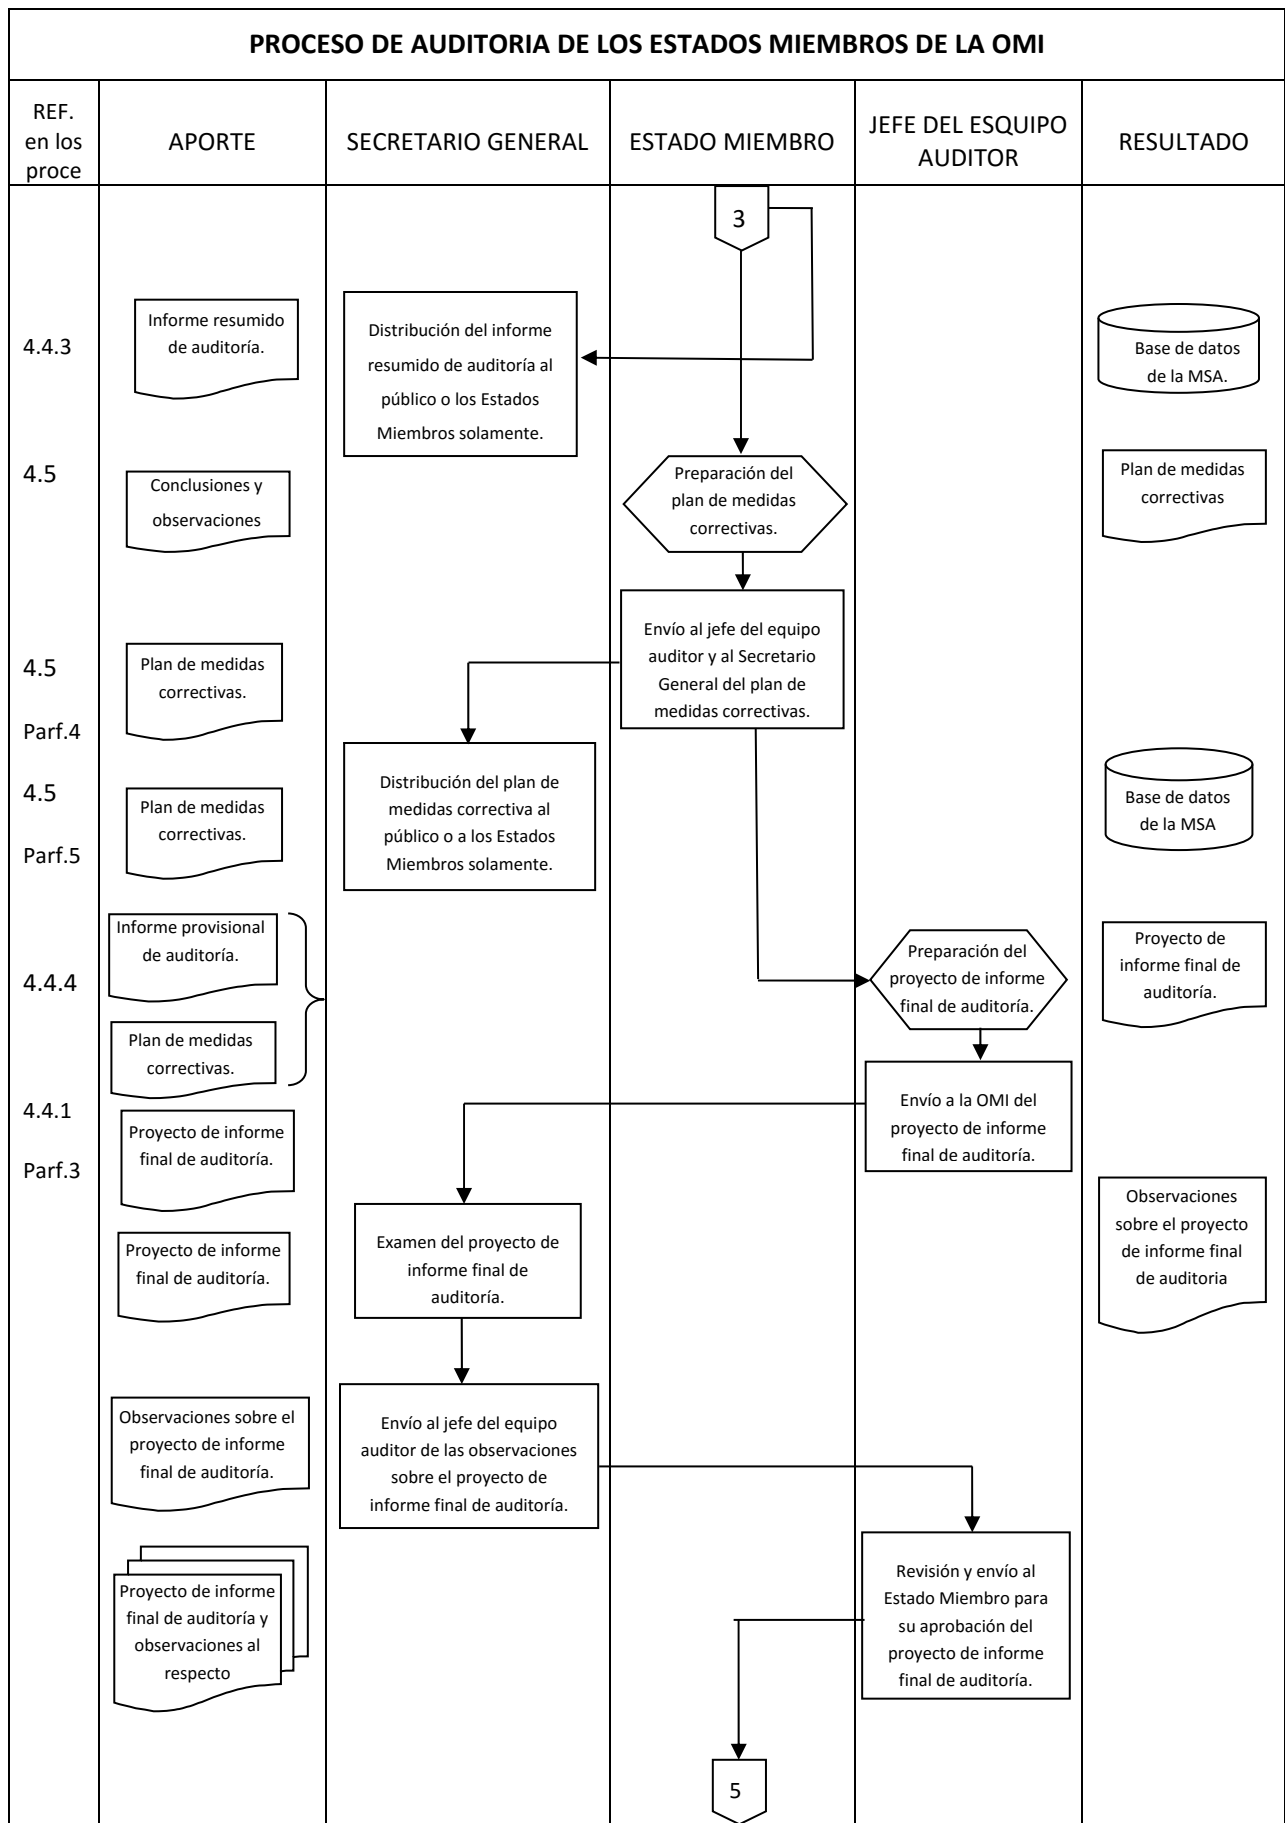 PROCESO DE AUDITORIA DE LOS ESTADOS MIEMBROS DE LA OMI
REF.
en los
proce
APORTE
SECRETARIO GENERAL
ESTADO MIEMBRO
JEFE DEL ESQUIPO
AUDITOR
RESULTADO
3
4.4.3
Informe resumido
de auditoría.
Distribución del informe
resumido de auditoría al
público o los Estados
Miembros solamente.
Base de datos
de la MSA.
4.5
Conclusiones y
observaciones
Preparación del
plan de medidas
correctivas.
Plan de medidas
correctivas
4.5
Parf.4
Plan de medidas
correctivas.
Envío al jefe del equipo
auditor y al Secretario
General del plan de
medidas correctivas.
4.5
Parf.5
Plan de medidas
correctivas.
Distribución del plan de
medidas correctiva al
público o a los Estados
Miembros solamente.
Base de datos
de la MSA
4.4.4
Informe provisional
de auditoría.
Plan de medidas
correctivas.
Preparación del
proyecto de informe
final de auditoría.
Proyecto de
informe final de
auditoría.
4.4.1
Parf.3
Proyecto de informe
final de auditoría.
Envío a la OMI del
proyecto de informe
final de auditoría.
Proyecto de informe
final de auditoría.
Examen del proyecto de
informe final de
auditoría.
Observaciones
sobre el proyecto
de informe final
de auditoria
Observaciones sobre el
proyecto de informe
final de auditoría.
Envío al jefe del equipo
auditor de las observaciones
sobre el proyecto de
informe final de auditoría.
Proyecto de informe
final de auditoría y
observaciones al
respecto
Revisión y envío al
Estado Miembro para
su aprobación del
proyecto de informe
final de auditoría.
5